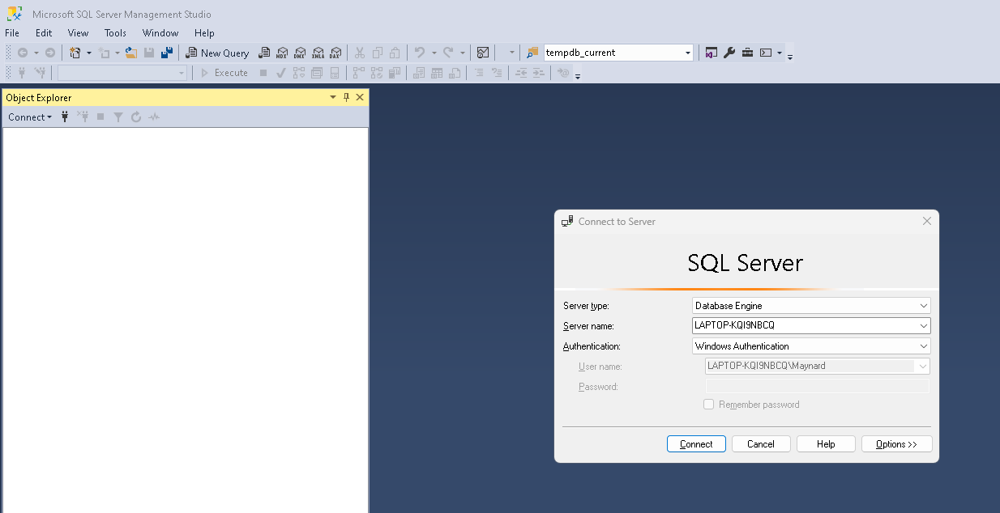 Microsoft SQL Server Management Studio
File Edit View Tools Window Help
New Query MDX DMX XMLA DAX tempdb_current
Execute
Object Explorer
Connect
Connect to Server
SQL Server
Server type: Database Engine
Server name: LAPTOP-KQI9NBCQ
Authentication: Windows Authentication
User name: LAPTOP-KQI9NBCQ\Maynard
Password:
Remember password
Connect Cancel Help Options >>